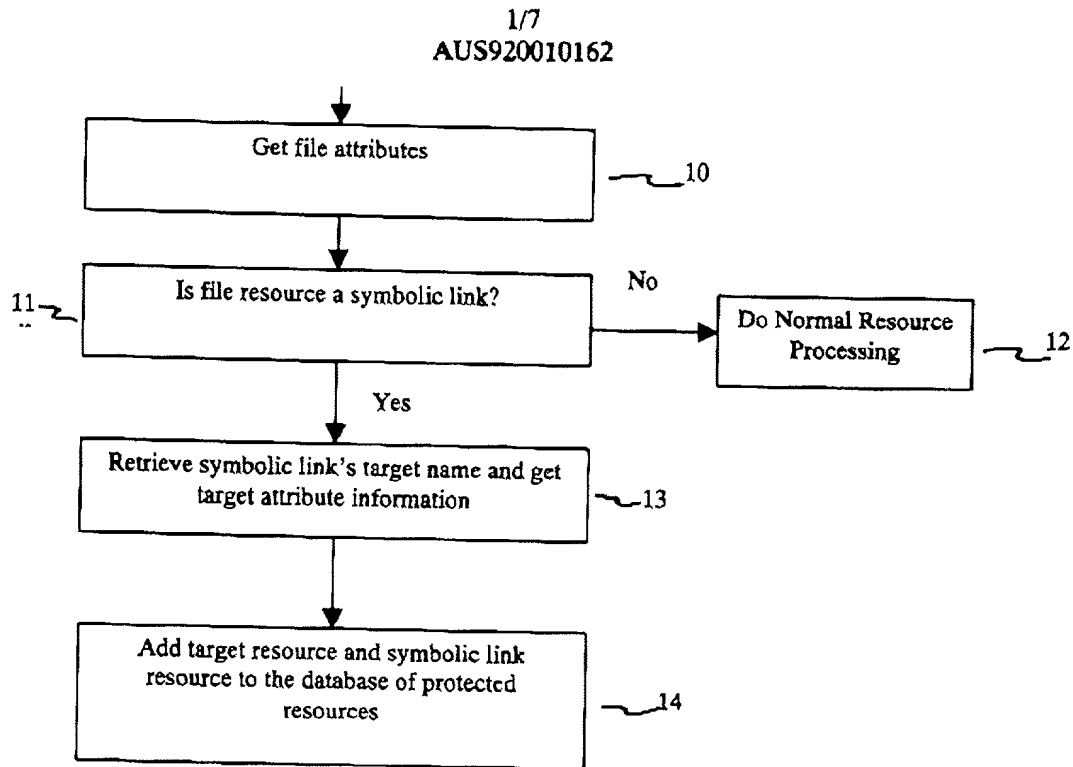 1/7
AUS920010162
Get file attributes
10
Is file resource a symbolic link?
No
11
Do Normal Resource
Processing
12
Yes
Retrieve symbolic link's target name and get
target attribute information
13
Add target resource and symbolic link
resource to the database of protected
resources
14